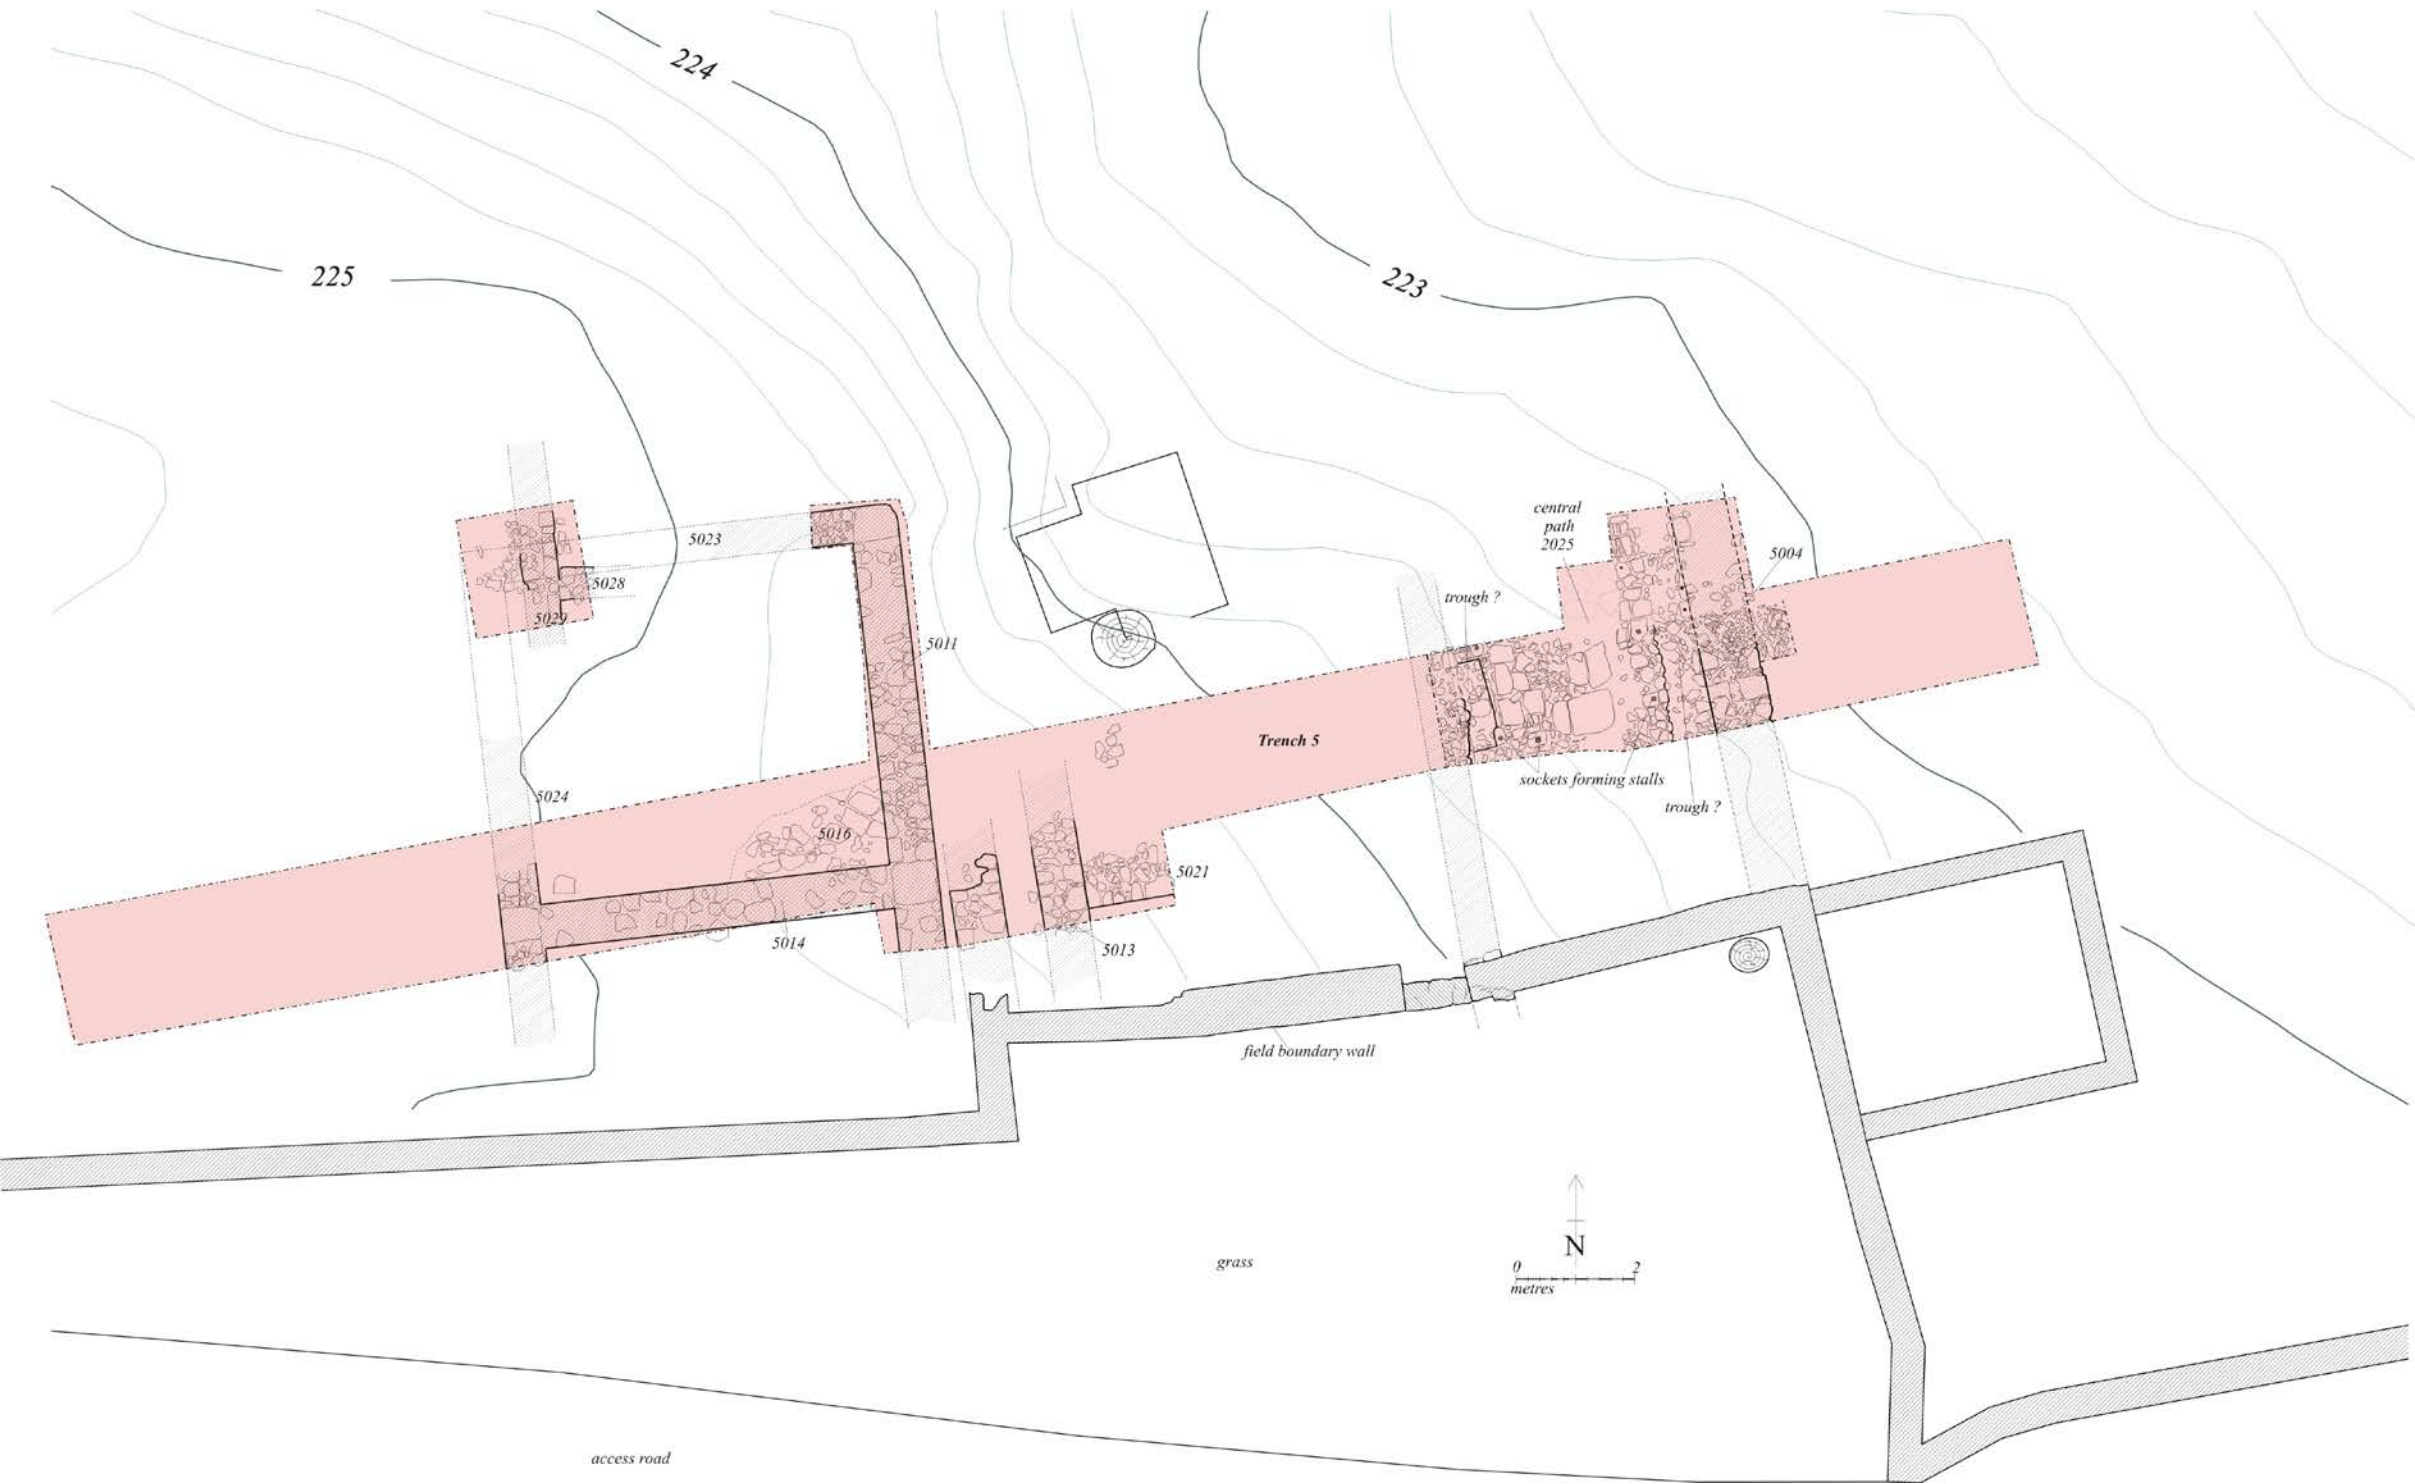 224
225
223
central
path
2025
5023
5004
5028
trough ?
5029
5011
Trench 5
sockets forming stalls
5024
trough ?
5016
5021
5014
5013
field boundary wall
N
grass
0 2
metres
access road